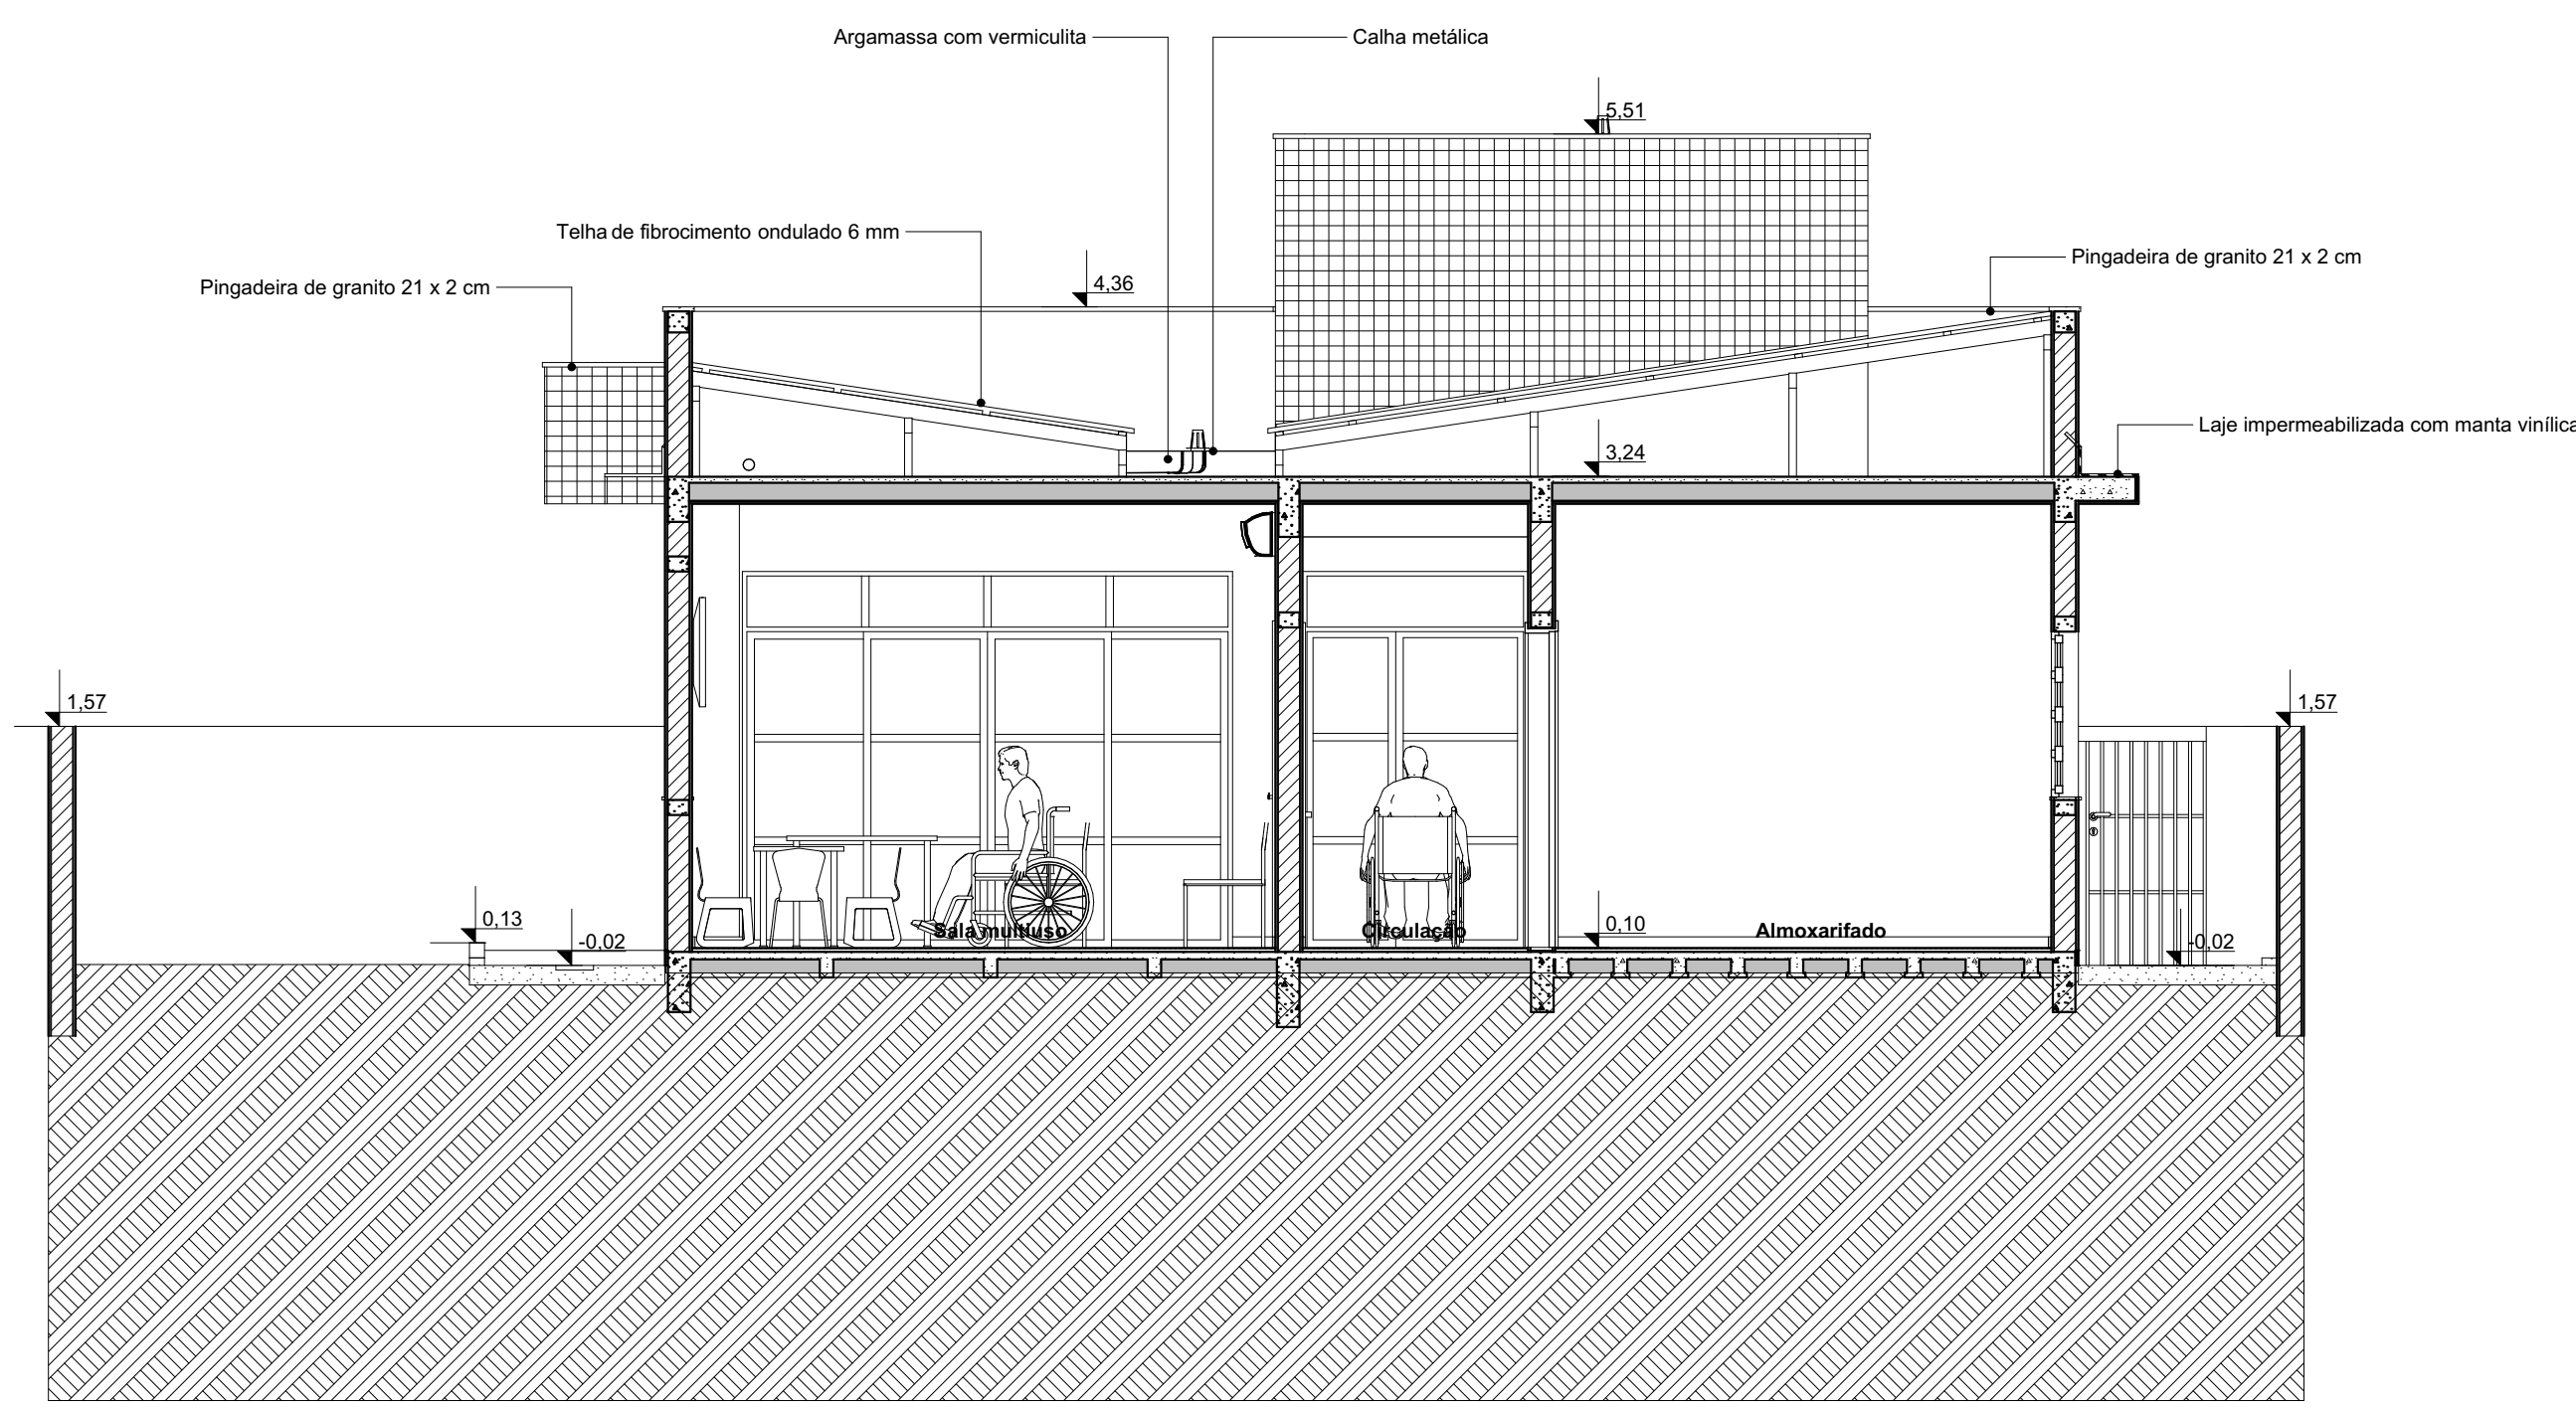 Argamassa com vermiculita
Calha metálica
5,51
Telha de fibrocimento ondulado 6 mm
Pingadeira de granito 21 x 2 cm
Pingadeira de granito 21 x 2 cm
4,36
Laje impermeabilizada com manta vinílica
3,24
1,57
1,57
0,13
-0,02
Sala multiuso
Circulação
0,10
Almoxarifado
-0,02